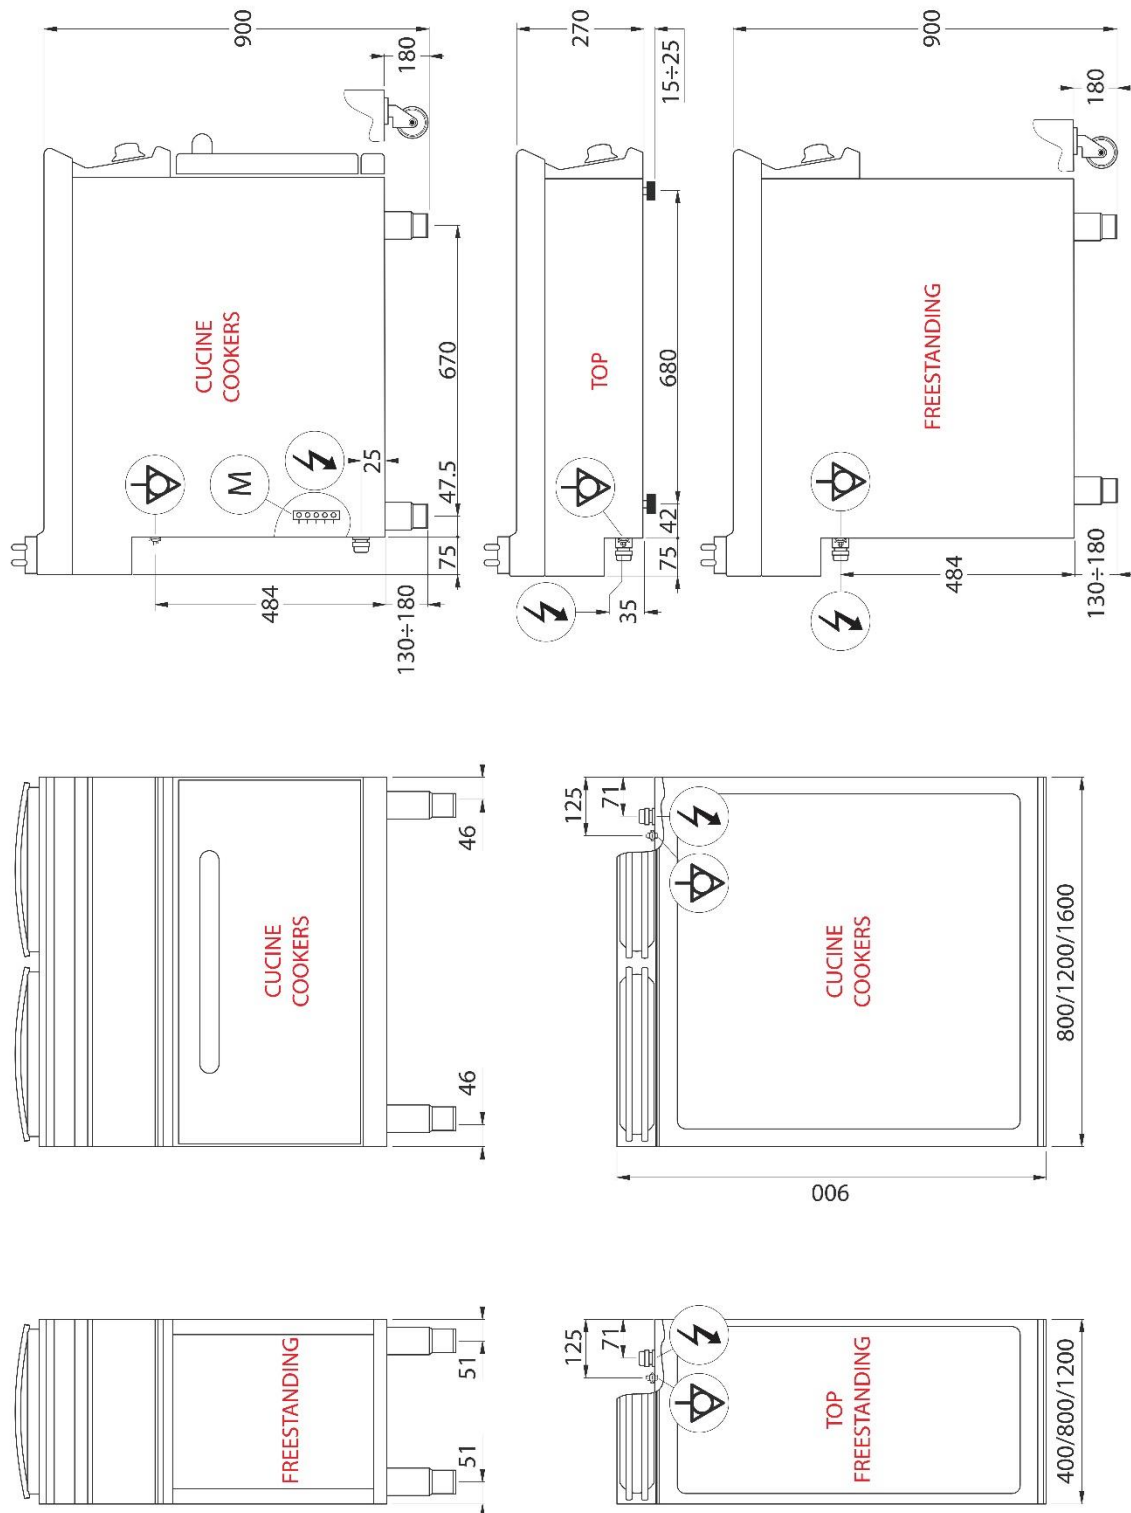 900
180
CUCINE
COOKERS
670
M
25
47.5
75
484
130÷180
270
15÷25
TOP
680
42
75
35
900
180
FREESTANDING
484
130÷180
46
CUCINE
COOKERS
46
125
71
CUCINE
COOKERS
800/1200/1600
900
51
FREESTANDING
51
125
71
TOP
FREESTANDING
400/800/1200